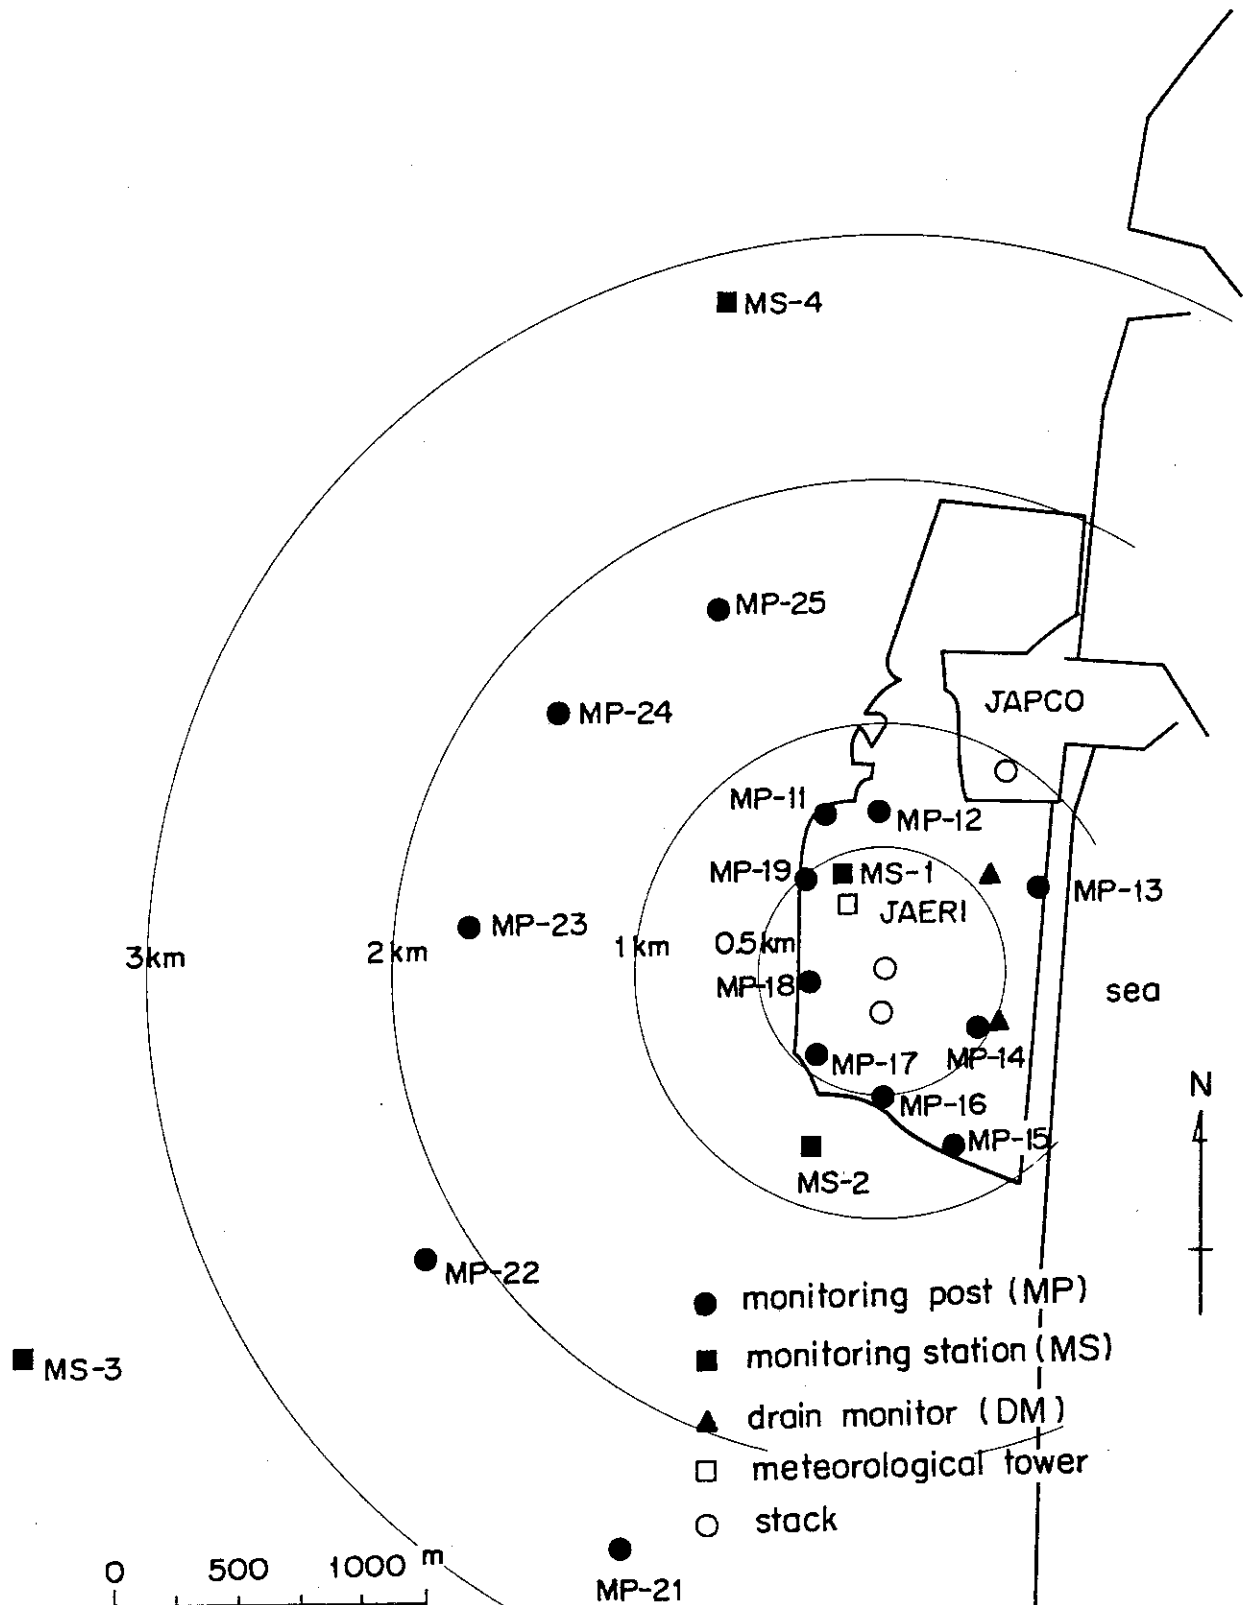 MS-4
MP-25
JAPCO
MP-24
MP-11
MP-12
MP-19
MS-1
MP-13
JAERI
MP-23
3km
2km
1km
0.5km
MP-18
sea
MP-14
MP-17
N
MP-16
MP-15
MS-2
MP-22
monitoring post (MP)
MS-3
monitoring station (MS)
drain monitor (DM)
meteorological tower
stack
0 500 1000 m
MP-21